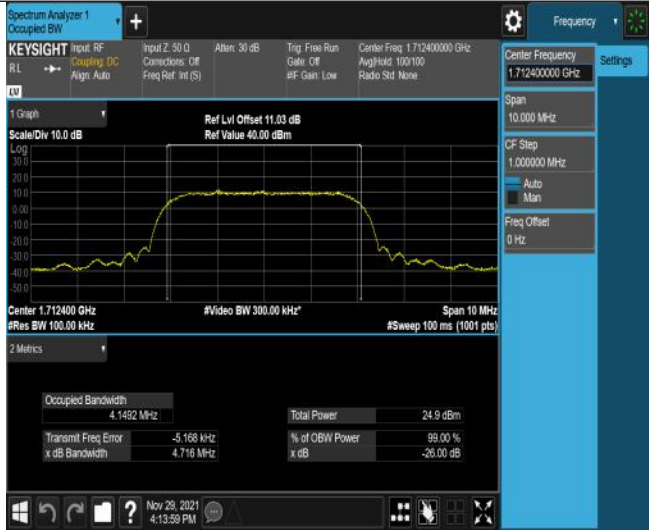 Spectrum Analyzer 1
Occupied BW
+
Frequency
KEYSIGHT
Input: RF
Input Z: 50 Ω
Atten: 30 dB
Trig: Free Run
Center Freq: 1.712400000 GHz
RL
Coupling: DC
Corrections: Off
Gate: Off
Avg|Hold: 100/100
Align: Auto
Freq Ref: Int (S)
#IF Gain: Low
Radio Std: None
LV
Center Frequency
1.712400000 GHz
Settings
Span
10.000 MHz
CF Step
1.000000 MHz
Auto
Man
Freq Offset
0 Hz
1 Graph
Ref Lvl Offset 11.03 dB
Scale/Div 10.0 dB
Ref Value 40.00 dBm
Log
30.0
20.0
10.0
0.00
-10.0
-20.0
-30.0
-40.0
-50.0
Center 1.712400 GHz
#Video BW 300.00 kHz*
Span 10 MHz
#Res BW 100.00 kHz
#Sweep 100 ms (1001 pts)
2 Metrics
Occupied Bandwidth
4.1492 MHz
Total Power
24.9 dBm
Transmit Freq Error
-5.168 kHz
% of OBW Power
99.00 %
x dB Bandwidth
4.716 MHz
x dB
-26.00 dB
?
Nov 29, 2021
4:13:59 PM